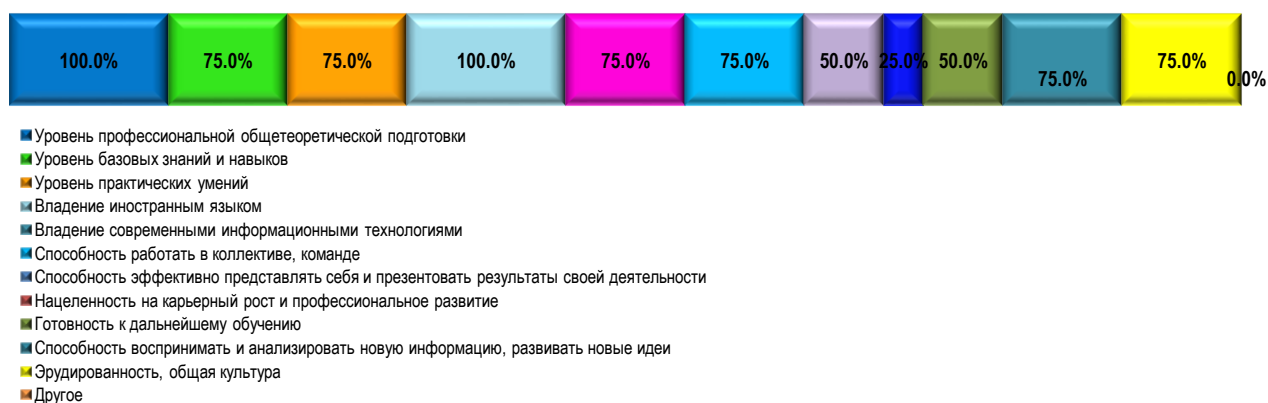 100.0% 75.0% 75.0% 100.0% 75.0% 75.0% 50.0% 25.0% 50.0% 75.0% 75.0% 0.0%
Уровень профессиональной общетеоретической подготовки
Уровень базовых знаний и навыков
Уровень практических умений
Владение иностранным языком
Владение современными информационными технологиями
Способность работать в коллективе, команде
Способность эффективно представлять себя и презентовать результаты своей деятельности
Нацеленность на карьерный рост и профессиональное развитие
Готовность к дальнейшему обучению
Способность воспринимать и анализировать новую информацию, развивать новые идеи
Эрудированность, общая культура
Другое